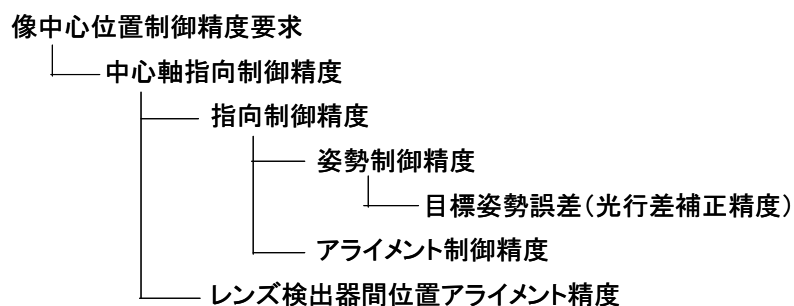 像中心位置制御精度要求
中心軸指向制御精度
指向制御精度
姿勢制御精度
目標姿勢誤差(光行差補正精度)
アライメント制御精度
レンズ検出器間位置アライメント精度